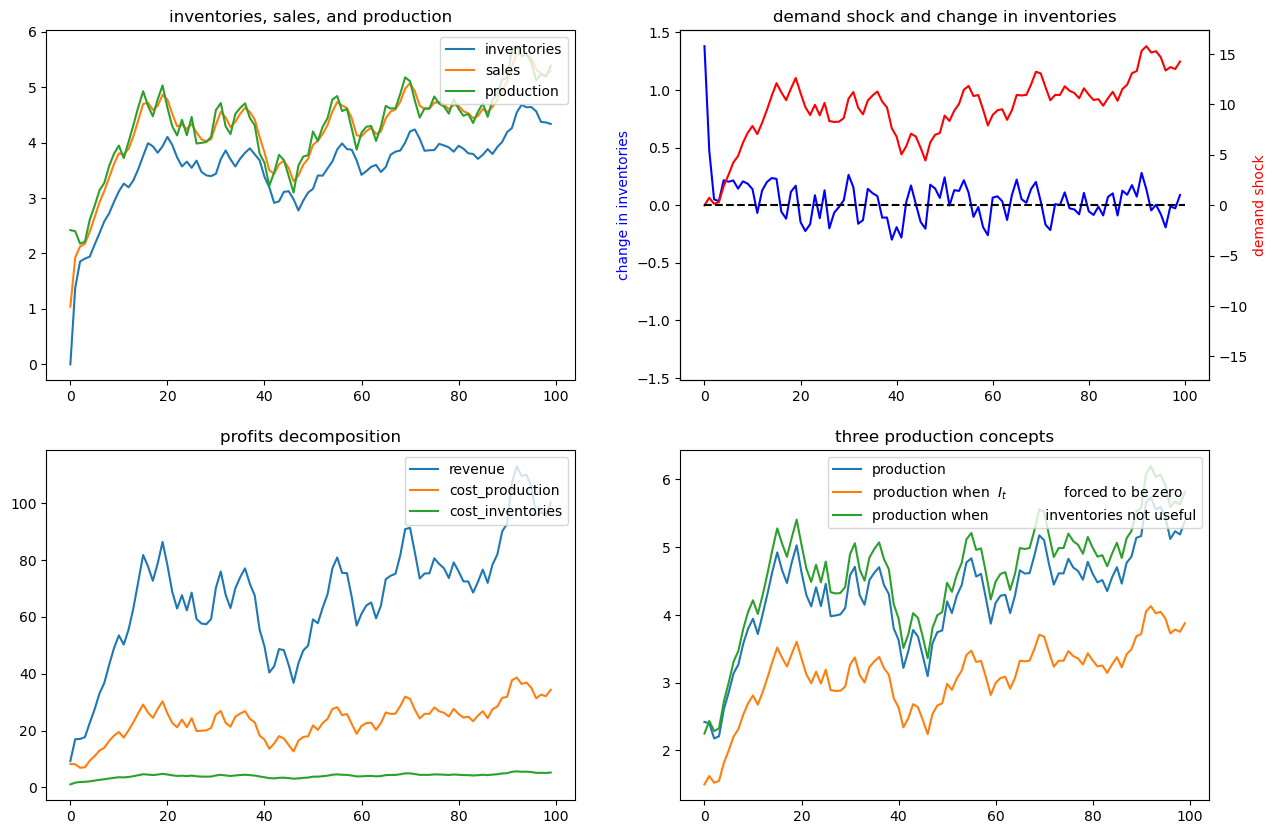 inventories, sales, and production
6
5
4
3
2
1
0
0 20 40 60 80 100
inventories
sales
production
demand shock and change in inventories
change in inventories
1.5
1.0
0.5
0.0
−0.5
−1.0
−1.5
0 20 40 60 80 100
15
10
5
0
−5
−10
−15
demand shock
profits decomposition
100
80
60
40
20
0
0 20 40 60 80 100
revenue
cost_production
cost_inventories
three production concepts
6
5
4
3
2
0 20 40 60 80 100
production
production when I_t forced to be zero
production when inventories not useful